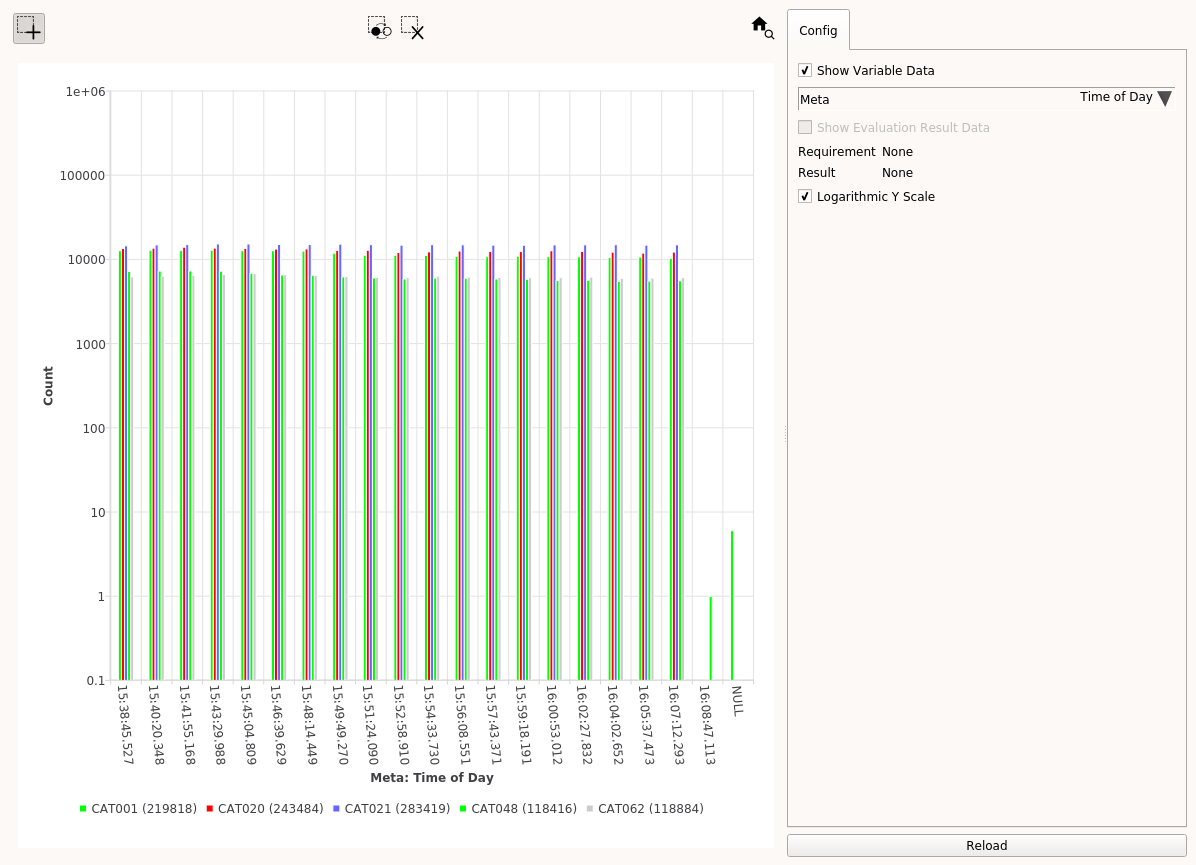 Config
Show Variable Data
Meta Time of Day
Show Evaluation Result Data
Requirement None
Result None
Logarithmic Y Scale
Reload
1e+06
100000
10000
1000
100
10
1
0.1
Count
15:38:45.527
15:40:20.348
15:41:55.168
15:43:29.988
15:45:04.809
15:46:39.629
15:48:14.449
15:49:49.270
15:51:24.090
15:52:58.910
15:54:33.730
15:56:08.551
15:57:43.371
15:59:18.191
16:00:53.012
16:02:27.832
16:04:02.652
16:05:37.473
16:07:12.293
16:08:47.113
NULL
Meta: Time of Day
CAT001 (219818) CAT020 (243484) CAT021 (283419) CAT048 (118416) CAT062 (118884)